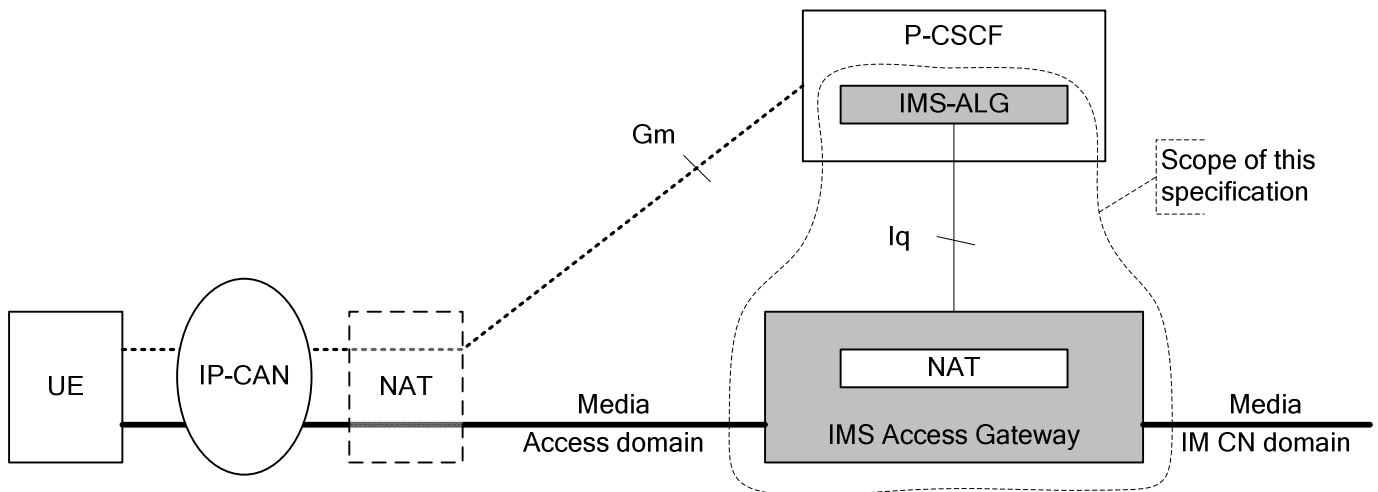 P-CSCF
IMS-ALG
Gm
Scope of this
specification
Iq
UE
IP-CAN
NAT
NAT
Media
Access domain
IMS Access Gateway
Media
IM CN domain